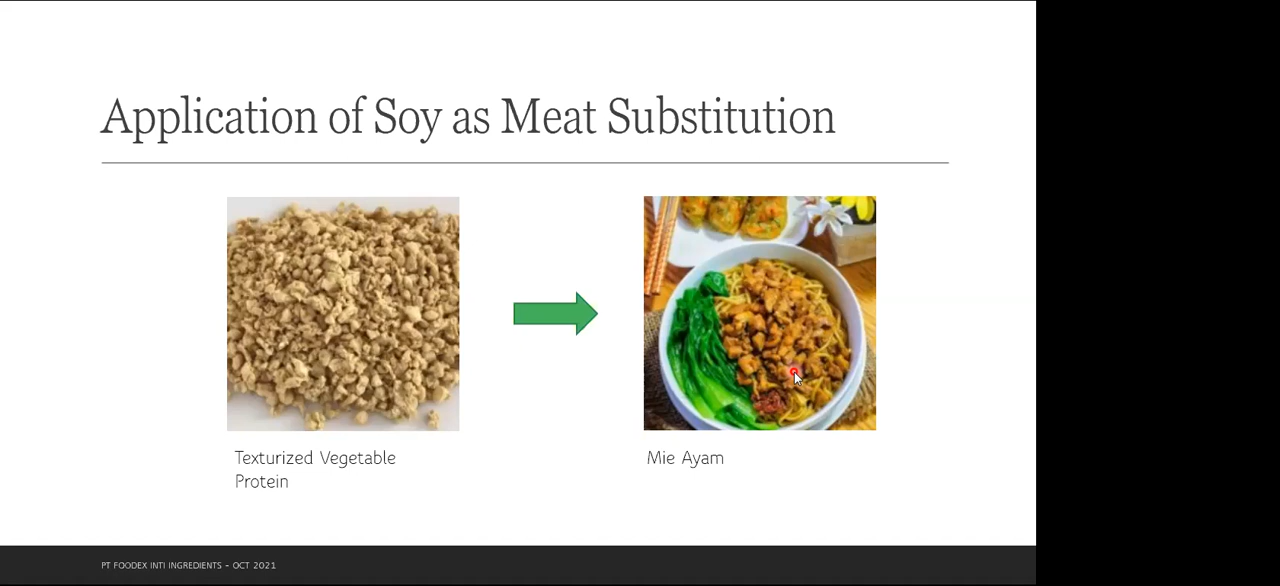 Application of Soy as Meat Substitution
Texturized Vegetable
Protein
Mie Ayam
PT FOODEX INTI INGREDIENTS – OCT 2021